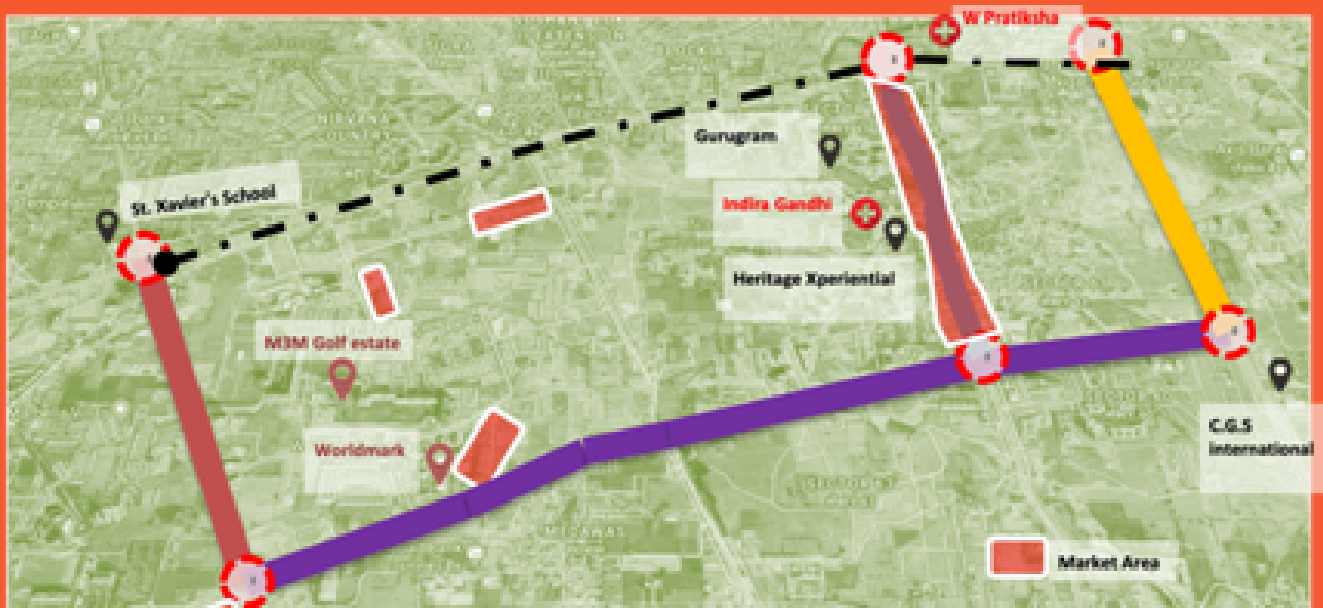 W Pratiksha
Gurugram
St. Xavier's School
Indira Gandhi
Heritage Xperiential
M3M Golf estate
C.G.S
International
Worldmark
Market Area